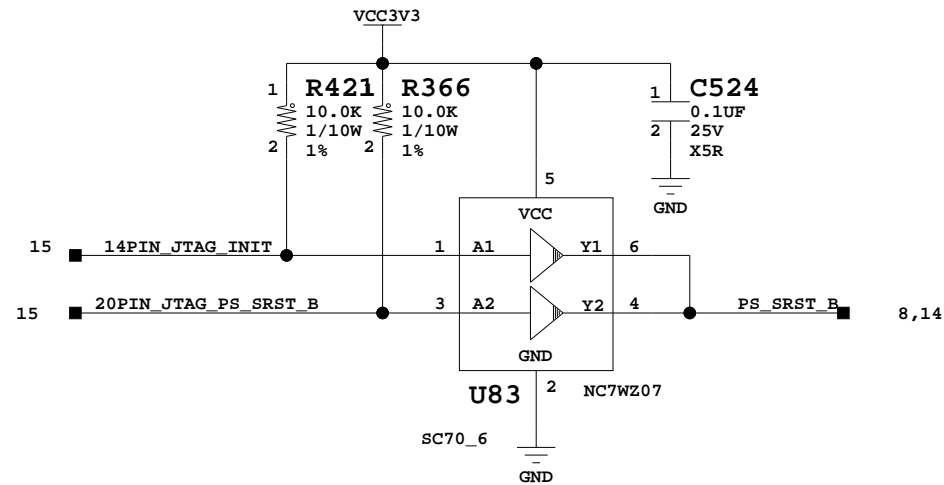 VCC3V3
1 R421 1 R366
10.0K 10.0K
1/10W 1/10W
2 1% 2 1%
1 C524
0.1UF
2 25V
X5R
GND
5
VCC
15 14PIN_JTAG_INIT 1 A1 Y1 6
15 20PIN_JTAG_PS_SRST_B 3 A2 Y2 4 PS_SRST_B 8,14
GND
U83 2 NC7WZ07
SC70_6
GND